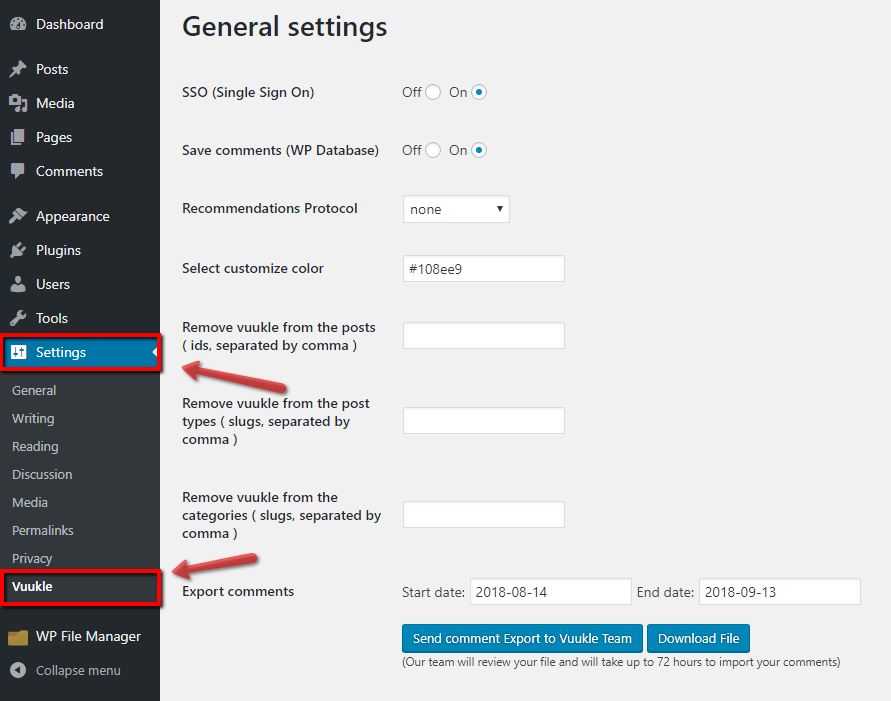 Dashboard
Posts
Media
Pages
Comments
Appearance
Plugins
Users
Tools
Settings
General
Writing
Reading
Discussion
Media
Permalinks
Privacy
Vuukle
WP File Manager
Collapse menu
General settings
SSO (Single Sign On) Off On
Save comments (WP Database) Off On
Recommendations Protocol none
Select customize color #108ee9
Remove vuukle from the posts
( ids, separated by comma )
Remove vuukle from the post
types ( slugs, separated by
comma )
Remove vuukle from the
categories ( slugs, separated by
comma )
Export comments Start date: 2018-08-14 End date: 2018-09-13
Send comment Export to Vuukle Team Download File
(Our team will review your file and will take up to 72 hours to import your comments)